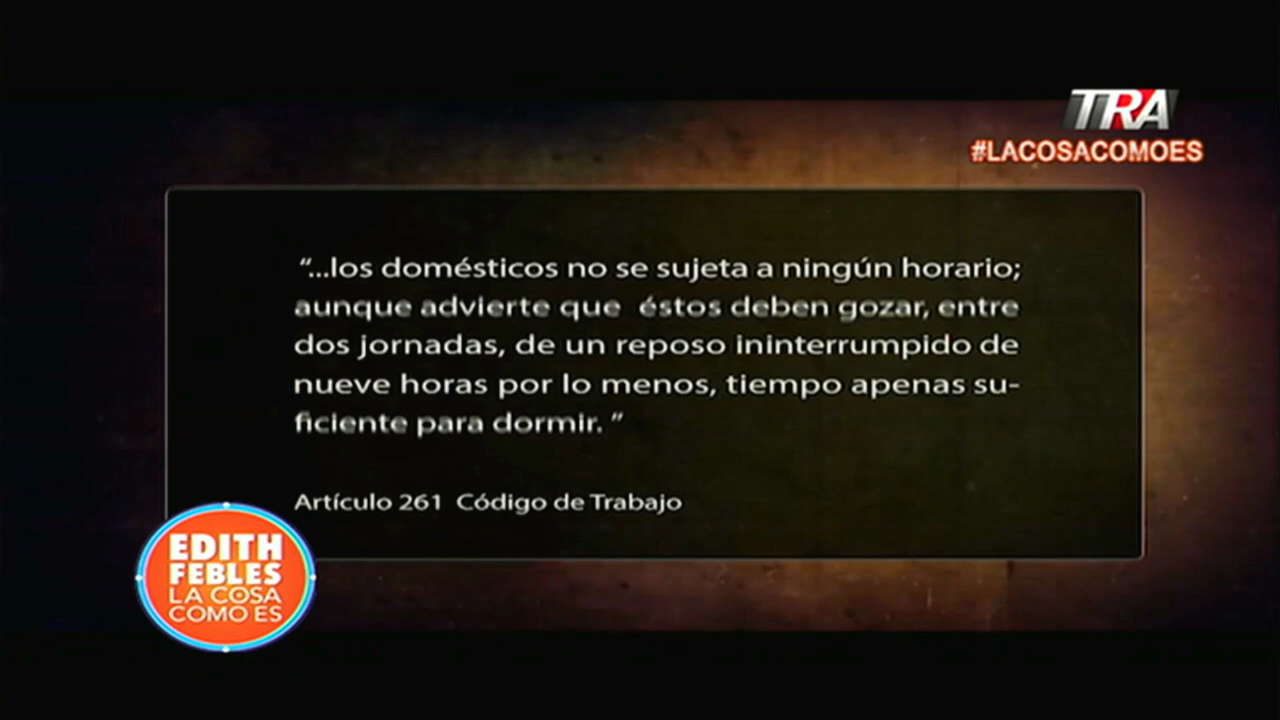 TRA
#LACOSACOMOES
“...los domésticos no se sujeta a ningún horario;
aunque advierte que éstos deben gozar, entre
dos jornadas, de un reposo ininterrumpido de
nueve horas por lo menos, tiempo apenas su-
ficiente para dormir. ”
Artículo 261 Código de Trabajo
EDITH
FEBLES
LA COSA
COMO ES